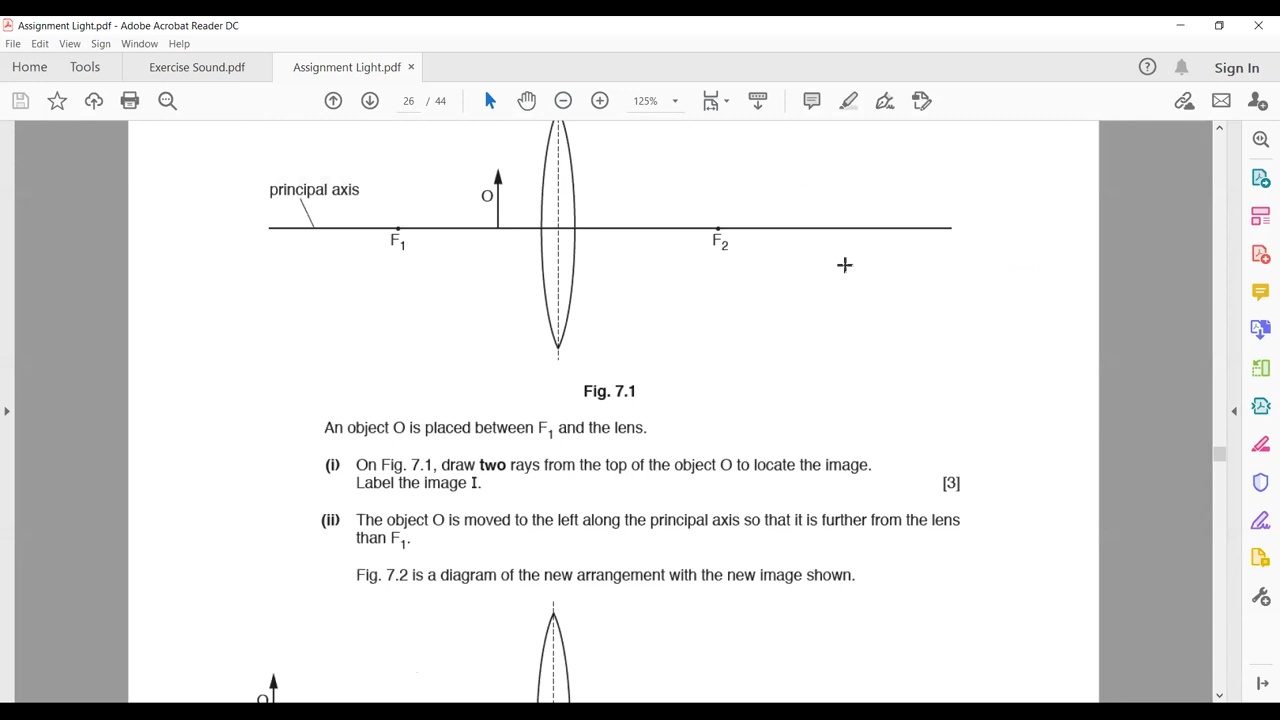 Assignment Light.pdf - Adobe Acrobat Reader DC
File Edit View Sign Window Help
Home Tools Exercise Sound.pdf Assignment Light.pdf × Sign In
26 / 44 125%
principal axis
O
F1 F2
Fig. 7.1
An object O is placed between F1 and the lens.
(i) On Fig. 7.1, draw two rays from the top of the object O to locate the image.
Label the image I. [3]
(ii) The object O is moved to the left along the principal axis so that it is further from the lens
than F1.
Fig. 7.2 is a diagram of the new arrangement with the new image shown.
O